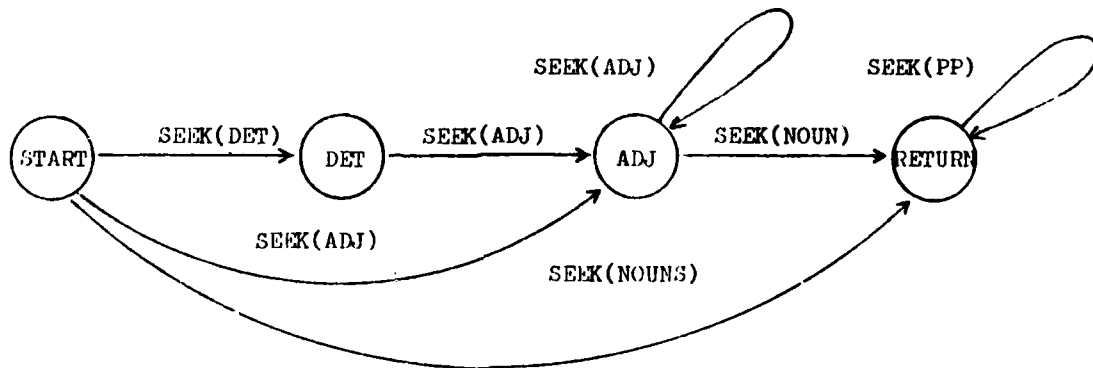 SEEK(ADJ)
SEEK(PP)
SEEK(DET)
SEEK(ADJ)
SEEK(NOUN)
START
DET
ADJ
RETURN
SEEK(ADJ)
SEEK(NOUNS)